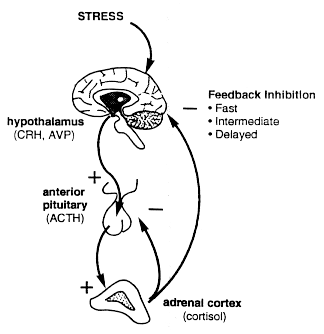 STRESS
hypothalamus
(CRH, AVP)
Feedback Inhibition
• Fast
• Intermediate
• Delayed
anterior
pituitary
(ACTH)
adrenal cortex
(cortisol)